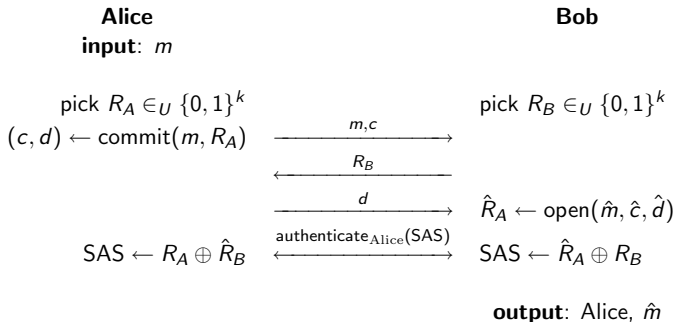 Alice Bob
input: m
pick R_A ∈_U {0, 1}^k pick R_B ∈_U {0, 1}^k
(c, d) ← commit(m, R_A) m,c
R_B
d R̂_A ← open(m̂, ĉ, d̂)
authenticate_Alice(SAS)
SAS ← R_A ⊕ R̂_B SAS ← R̂_A ⊕ R_B
output: Alice, m̂